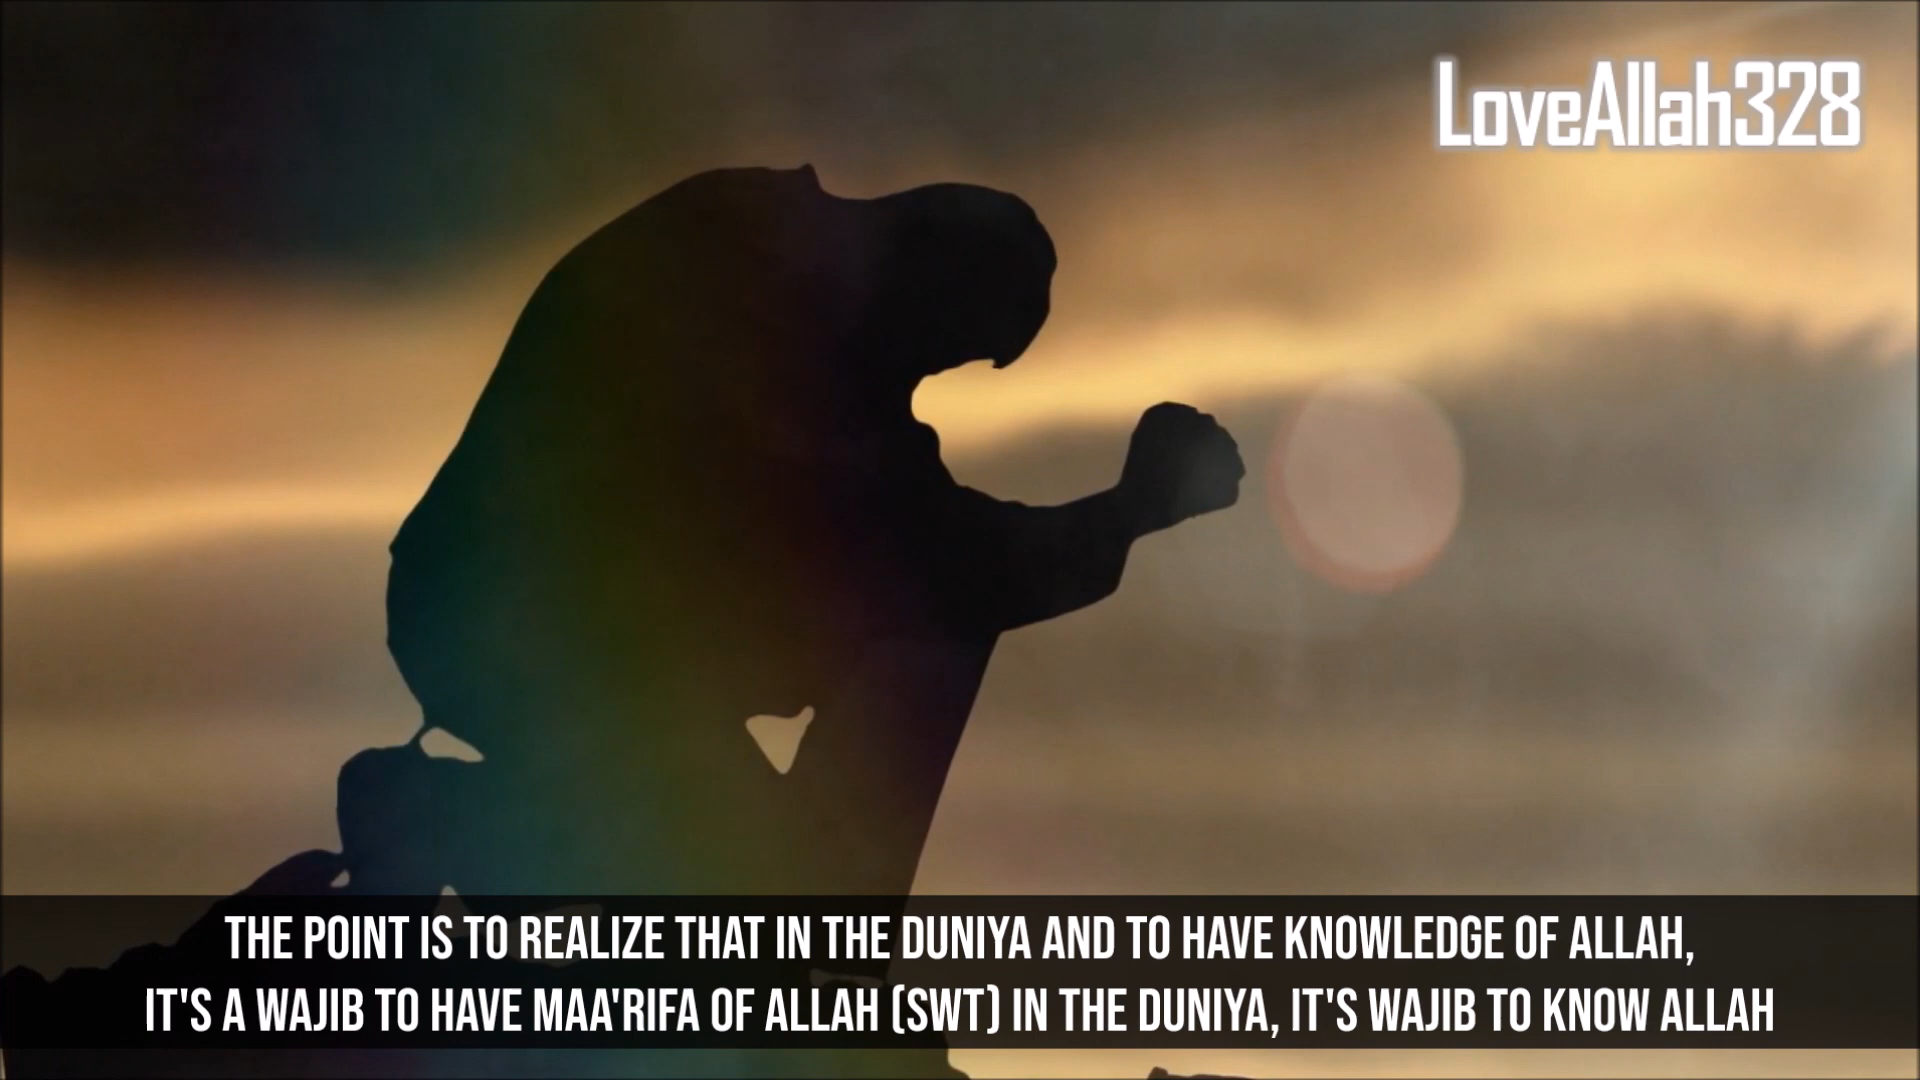 LoveAllah328
THE POINT IS TO REALIZE THAT IN THE DUNIYA AND TO HAVE KNOWLEDGE OF ALLAH,
IT'S A WAJIB TO HAVE MAA'RIFA OF ALLAH (SWT) IN THE DUNIYA, IT'S WAJIB TO KNOW ALLAH